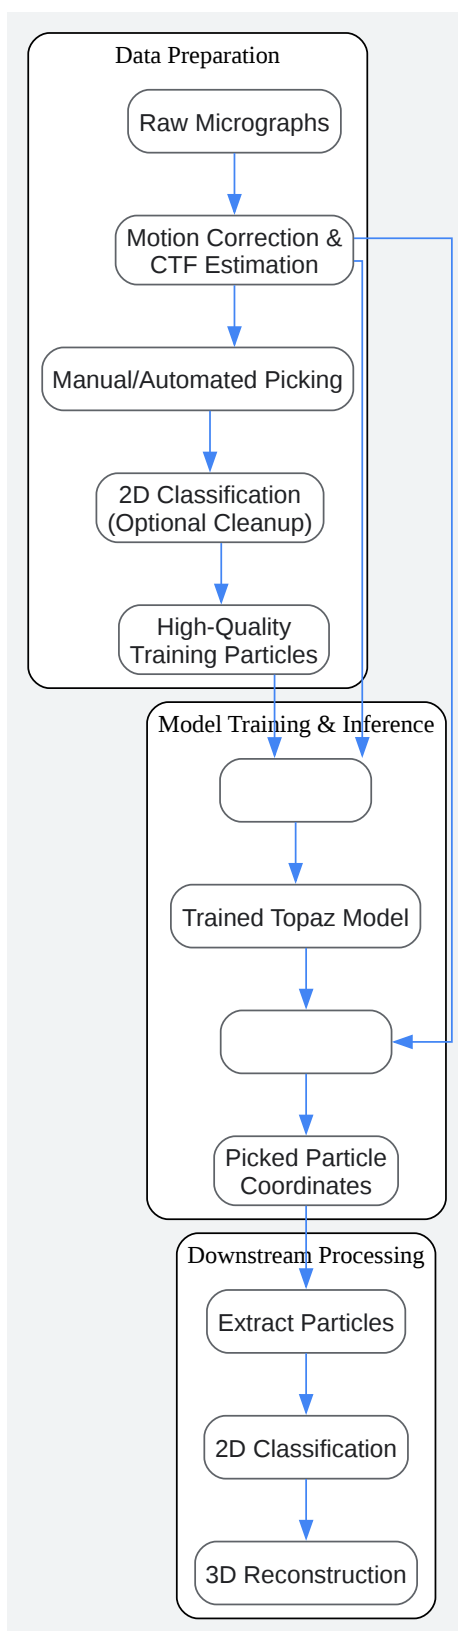 Data Preparation
Raw Micrographs
Motion Correction &
CTF Estimation
Manual/Automated Picking
2D Classification
(Optional Cleanup)
High-Quality
Training Particles
Model Training & Inference
Trained Topaz Model
Picked Particle
Coordinates
Downstream Processing
Extract Particles
2D Classification
3D Reconstruction